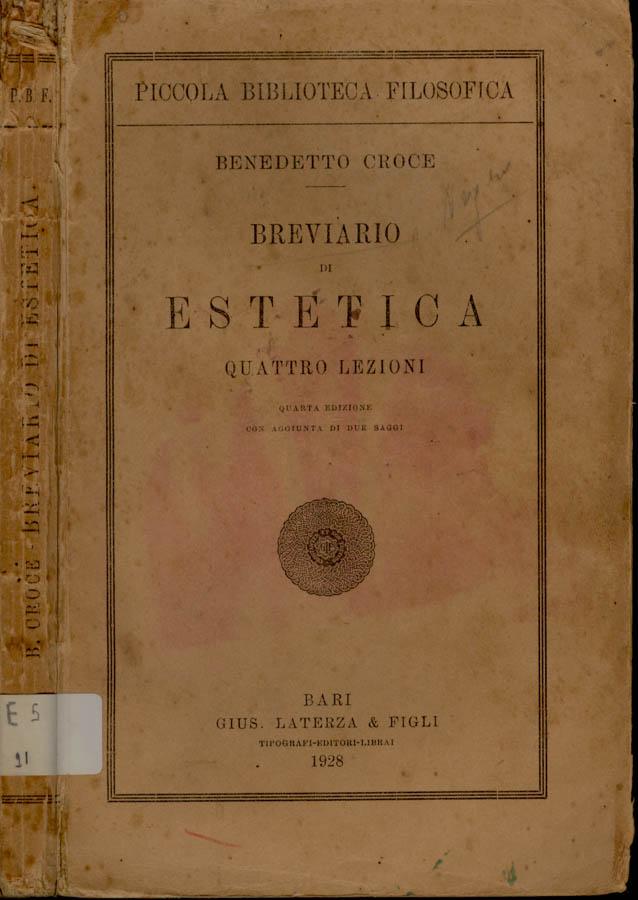 P. B. F.
B. CROCE - BREVIARIO DI ESTETICA.
E 5
91
PICCOLA BIBLIOTECA FILOSOFICA
BENEDETTO CROCE
BREVIARIO
DI
ESTETICA
QUATTRO LEZIONI
QUARTA EDIZIONE
CON AGGIUNTA DI DUE SAGGI
BARI
GIUS. LATERZA & FIGLI
TIPOGRAFI-EDITORI-LIBRAI
1928